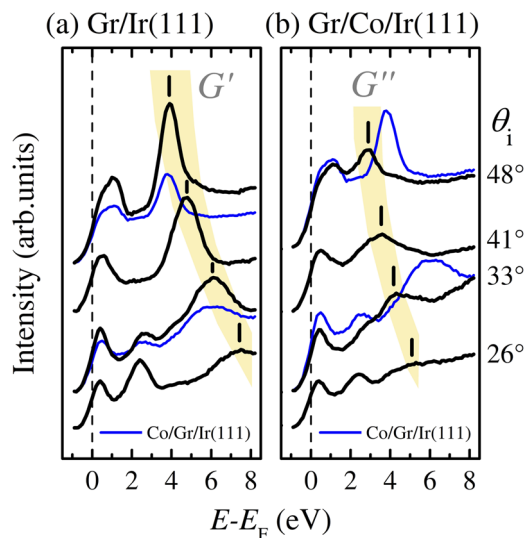 (a) Gr/Ir(111)
(b) Gr/Co/Ir(111)
G'
G''
θi
48°
41°
33°
26°
Intensity (arb.units)
Co/Gr/Ir(111)
Co/Gr/Ir(111)
0 2 4 6 8
0 2 4 6 8
E-EF (eV)